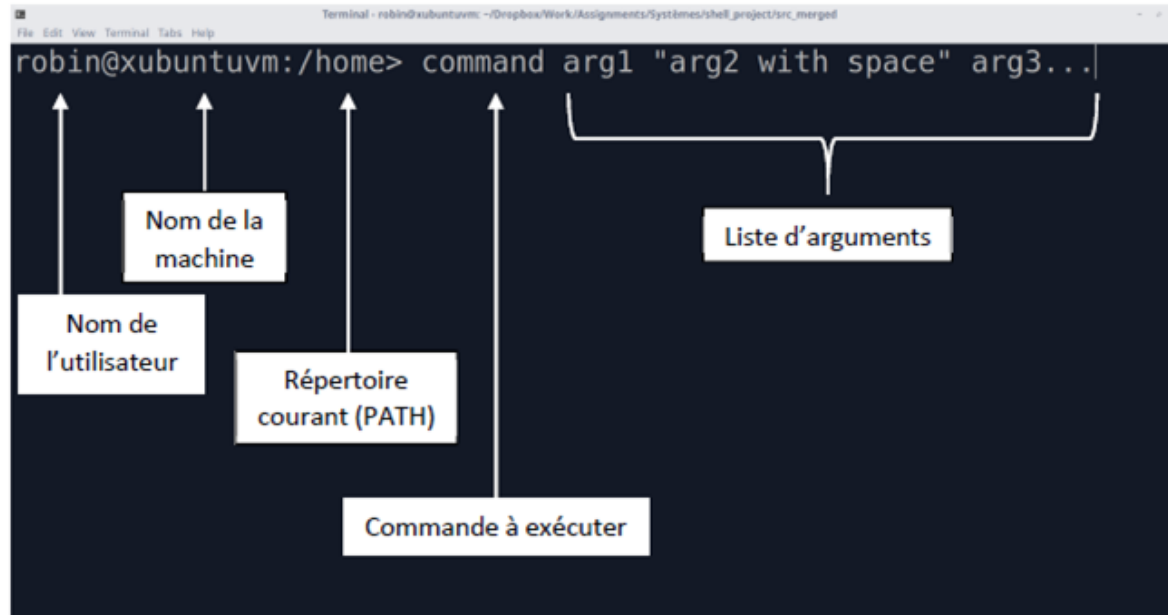 Terminal - robin@xubuntuvm: ~/Dropbox/Work/Assignments/Systèmes/shell_project/src_merged
File Edit View Terminal Tabs Help
robin@xubuntuvm:/home> command arg1 "arg2 with space" arg3...
Nom de la
machine
Liste d’arguments
Nom de
l’utilisateur
Répertoire
courant (PATH)
Commande à exécuter